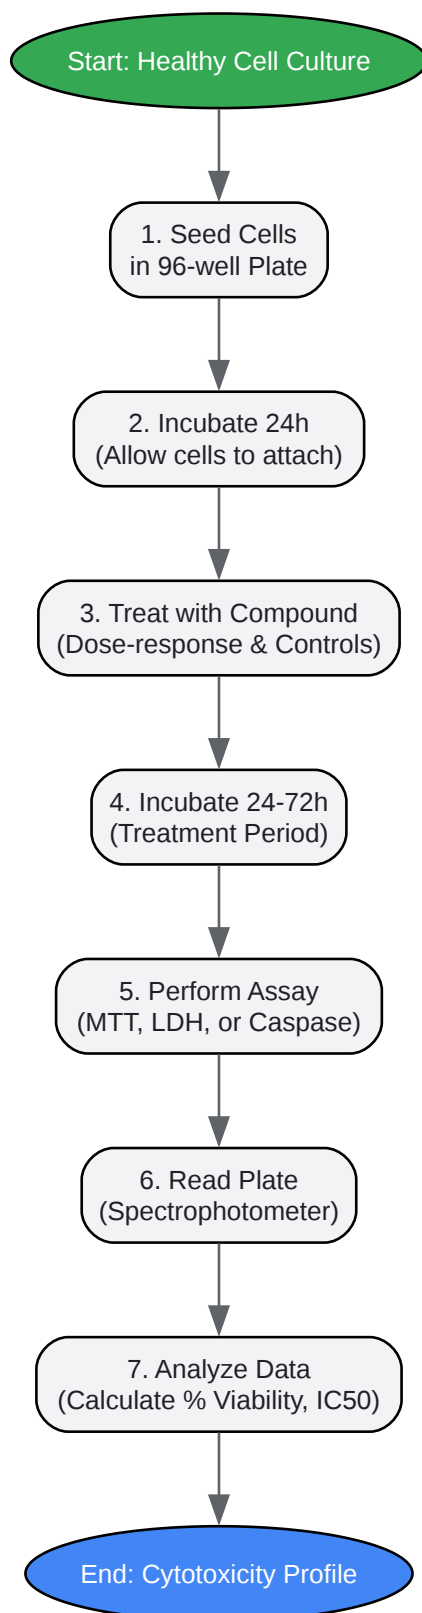 Start: Healthy Cell Culture
1. Seed Cells
in 96-well Plate
2. Incubate 24h
(Allow cells to attach)
3. Treat with Compound
(Dose-response & Controls)
4. Incubate 24-72h
(Treatment Period)
5. Perform Assay
(MTT, LDH, or Caspase)
6. Read Plate
(Spectrophotometer)
7. Analyze Data
(Calculate % Viability, IC50)
End: Cytotoxicity Profile